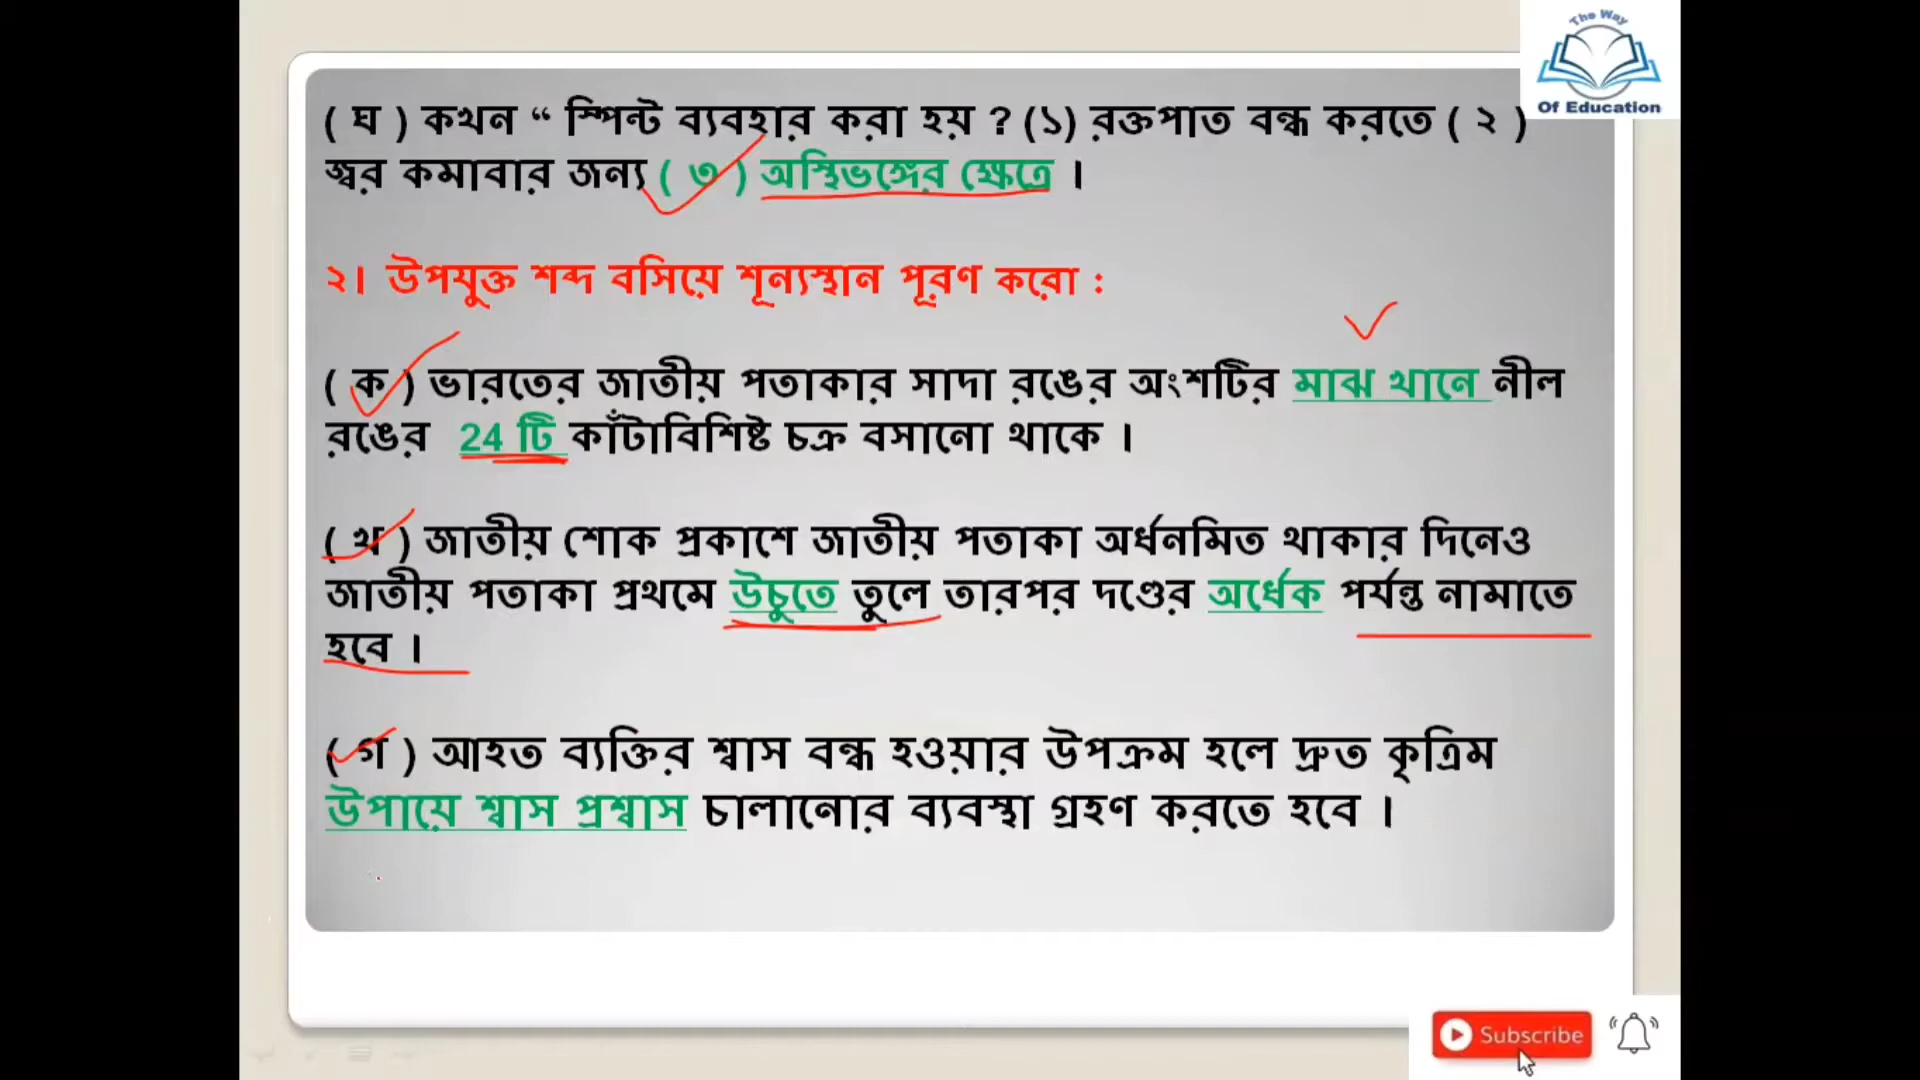 The Way
Of Education
( ঘ ) কখন “ স্পিন্ট ব্যবহার করা হয় ? (১) রক্তপাত বন্ধ করতে ( ২ )
জ্বর কমাবার জন্য ( ৩ ) অস্থিভঙ্গের ক্ষেত্রে ।
২। উপযুক্ত শব্দ বসিয়ে শূন্যস্থান পূরণ করো :
( ক ) ভারতের জাতীয় পতাকার সাদা রঙের অংশটির মাঝ খানে নীল
রঙের 24 টি কাঁটাবিশিষ্ট চক্র বসানো থাকে ।
( খ ) জাতীয় শোক প্রকাশে জাতীয় পতাকা অর্ধনমিত থাকার দিনেও
জাতীয় পতাকা প্রথমে উচুতে তুলে তারপর দণ্ডের অর্ধেক পর্যন্ত নামাতে
হবে ।
( গ ) আহত ব্যক্তির শ্বাস বন্ধ হওয়ার উপক্রম হলে দ্রুত কৃত্রিম
উপায়ে শ্বাস প্রশ্বাস চালানোর ব্যবস্থা গ্রহণ করতে হবে ।
Subscribe